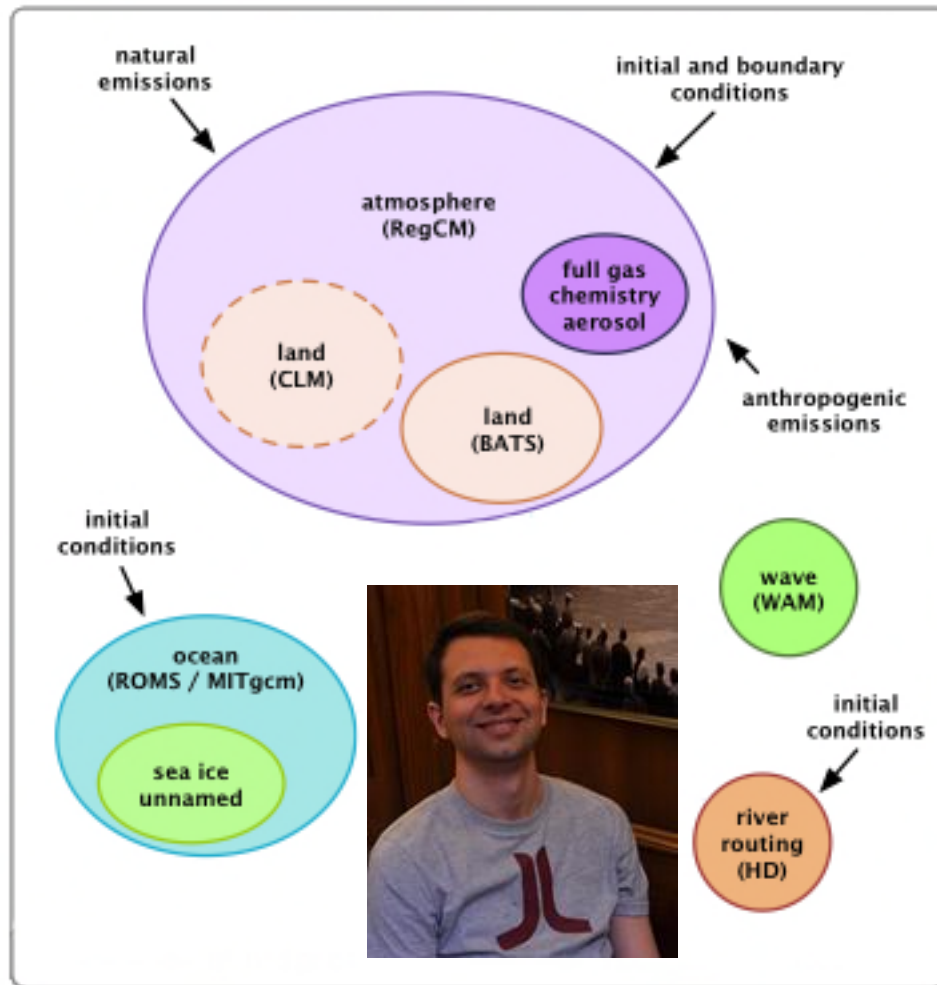 natural
emissions
initial and boundary
conditions
atmosphere
(RegCM)
full gas
chemistry
aerosol
land
(CLM)
land
(BATS)
anthropogenic
emissions
initial
conditions
wave
(WAM)
ocean
(ROMS / MITgcm)
sea ice
unnamed
initial
conditions
river
routing
(HD)